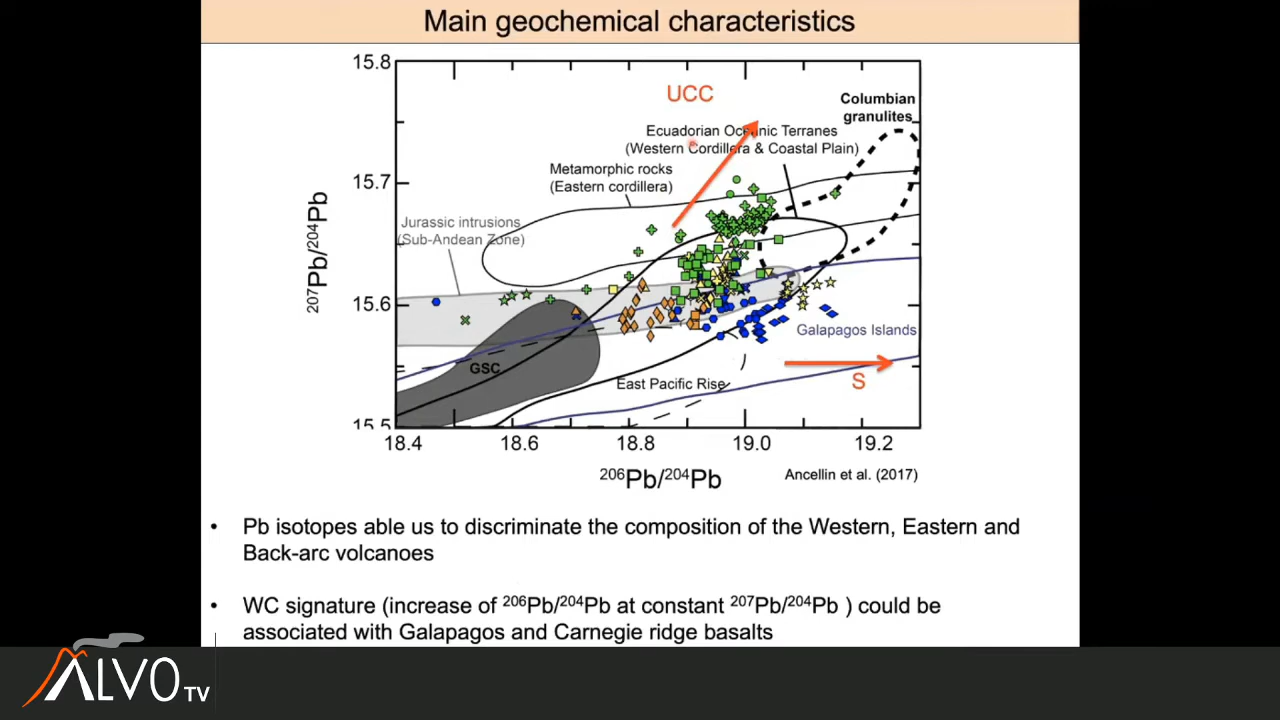 Main geochemical characteristics
15.8
UCC
Columbian
granulites
Ecuadorian Oceanic Terranes
(Western Cordillera & Coastal Plain)
Metamorphic rocks
(Eastern cordillera)
15.7
Jurassic intrusions
(Sub-Andean Zone)
207Pb/204Pb
15.6
Galapagos Islands
GSC
East Pacific Rise
S
15.5
18.4 18.6 18.8 19.0 19.2
206Pb/204Pb
Ancellin et al. (2017)
• Pb isotopes able us to discriminate the composition of the Western, Eastern and
Back-arc volcanoes
• WC signature (increase of 206Pb/204Pb at constant 207Pb/204Pb ) could be
associated with Galapagos and Carnegie ridge basalts
ALVO TV